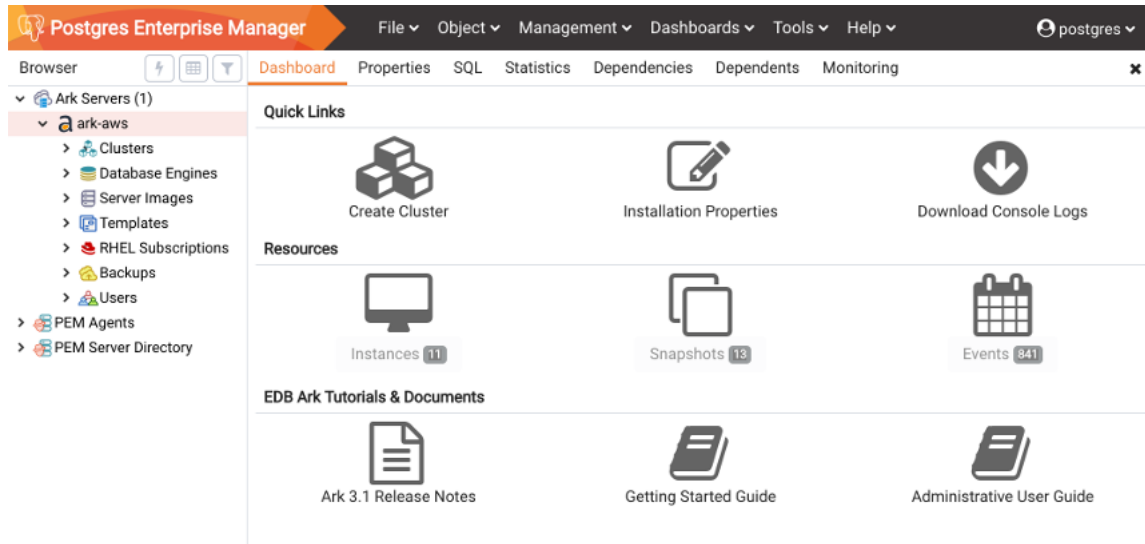 Postgres Enterprise Manager File Object Management Dashboards Tools Help postgres
Browser Dashboard Properties SQL Statistics Dependencies Dependents Monitoring
Ark Servers (1)
ark-aws
Clusters
Database Engines
Server Images
Templates
RHEL Subscriptions
Backups
Users
PEM Agents
PEM Server Directory
Quick Links
Create Cluster Installation Properties Download Console Logs
Resources
Instances 11 Snapshots 13 Events 841
EDB Ark Tutorials & Documents
Ark 3.1 Release Notes Getting Started Guide Administrative User Guide